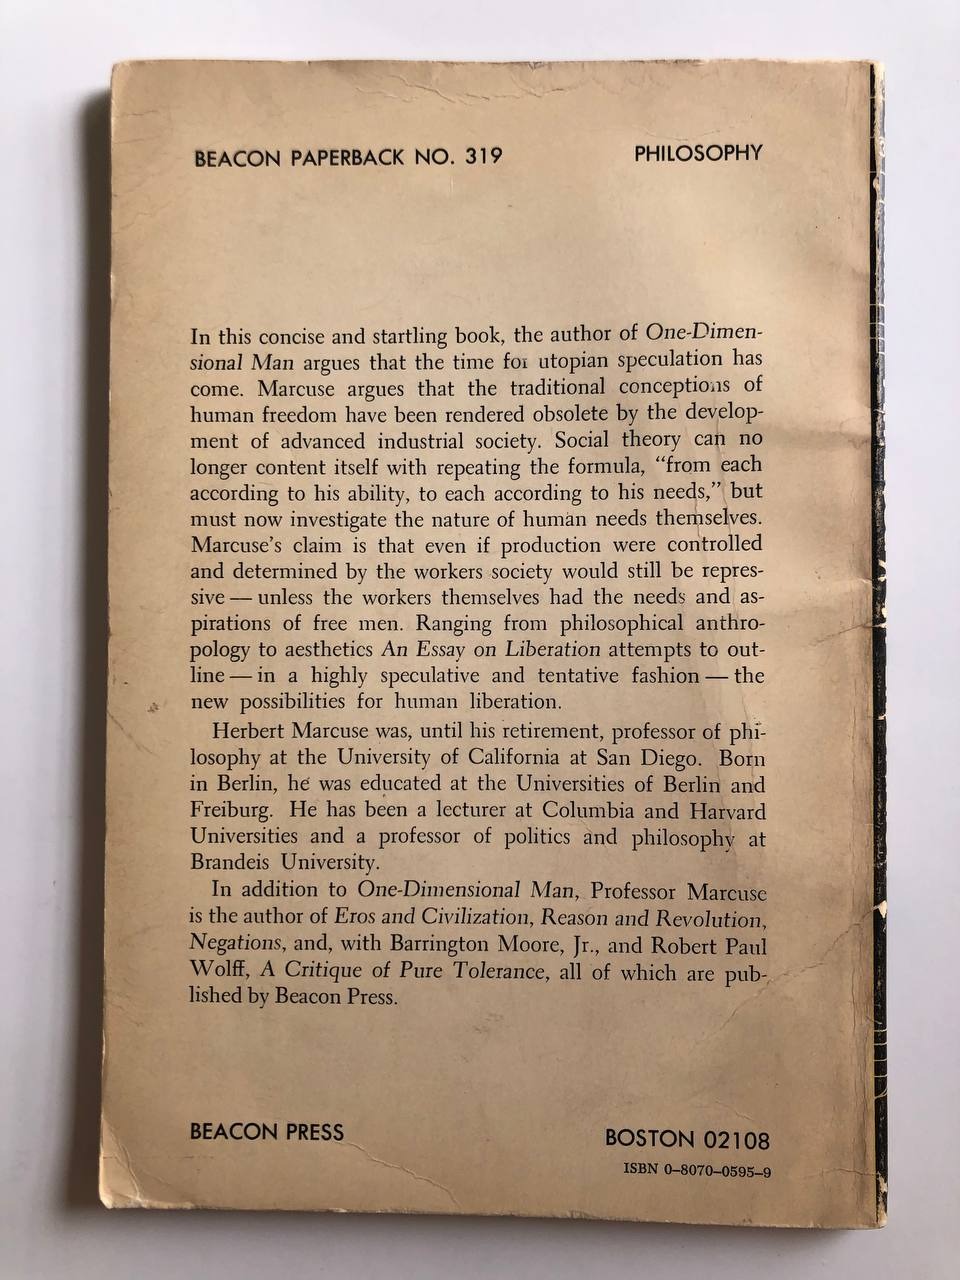 BEACON PAPERBACK NO. 319 PHILOSOPHY
In this concise and startling book, the author of One-Dimen-
sional Man argues that the time for utopian speculation has
come. Marcuse argues that the traditional conceptions of
human freedom have been rendered obsolete by the develop-
ment of advanced industrial society. Social theory can no
longer content itself with repeating the formula, “from each
according to his ability, to each according to his needs,” but
must now investigate the nature of human needs themselves.
Marcuse’s claim is that even if production were controlled
and determined by the workers society would still be repres-
sive — unless the workers themselves had the needs and as-
pirations of free men. Ranging from philosophical anthro-
pology to aesthetics An Essay on Liberation attempts to out-
line — in a highly speculative and tentative fashion — the
new possibilities for human liberation.
Herbert Marcuse was, until his retirement, professor of phi-
losophy at the University of California at San Diego. Born
in Berlin, he was educated at the Universities of Berlin and
Freiburg. He has been a lecturer at Columbia and Harvard
Universities and a professor of politics and philosophy at
Brandeis University.
In addition to One-Dimensional Man, Professor Marcuse
is the author of Eros and Civilization, Reason and Revolution,
Negations, and, with Barrington Moore, Jr., and Robert Paul
Wolff, A Critique of Pure Tolerance, all of which are pub-
lished by Beacon Press.
BEACON PRESS BOSTON 02108
ISBN 0–8070–0595–9